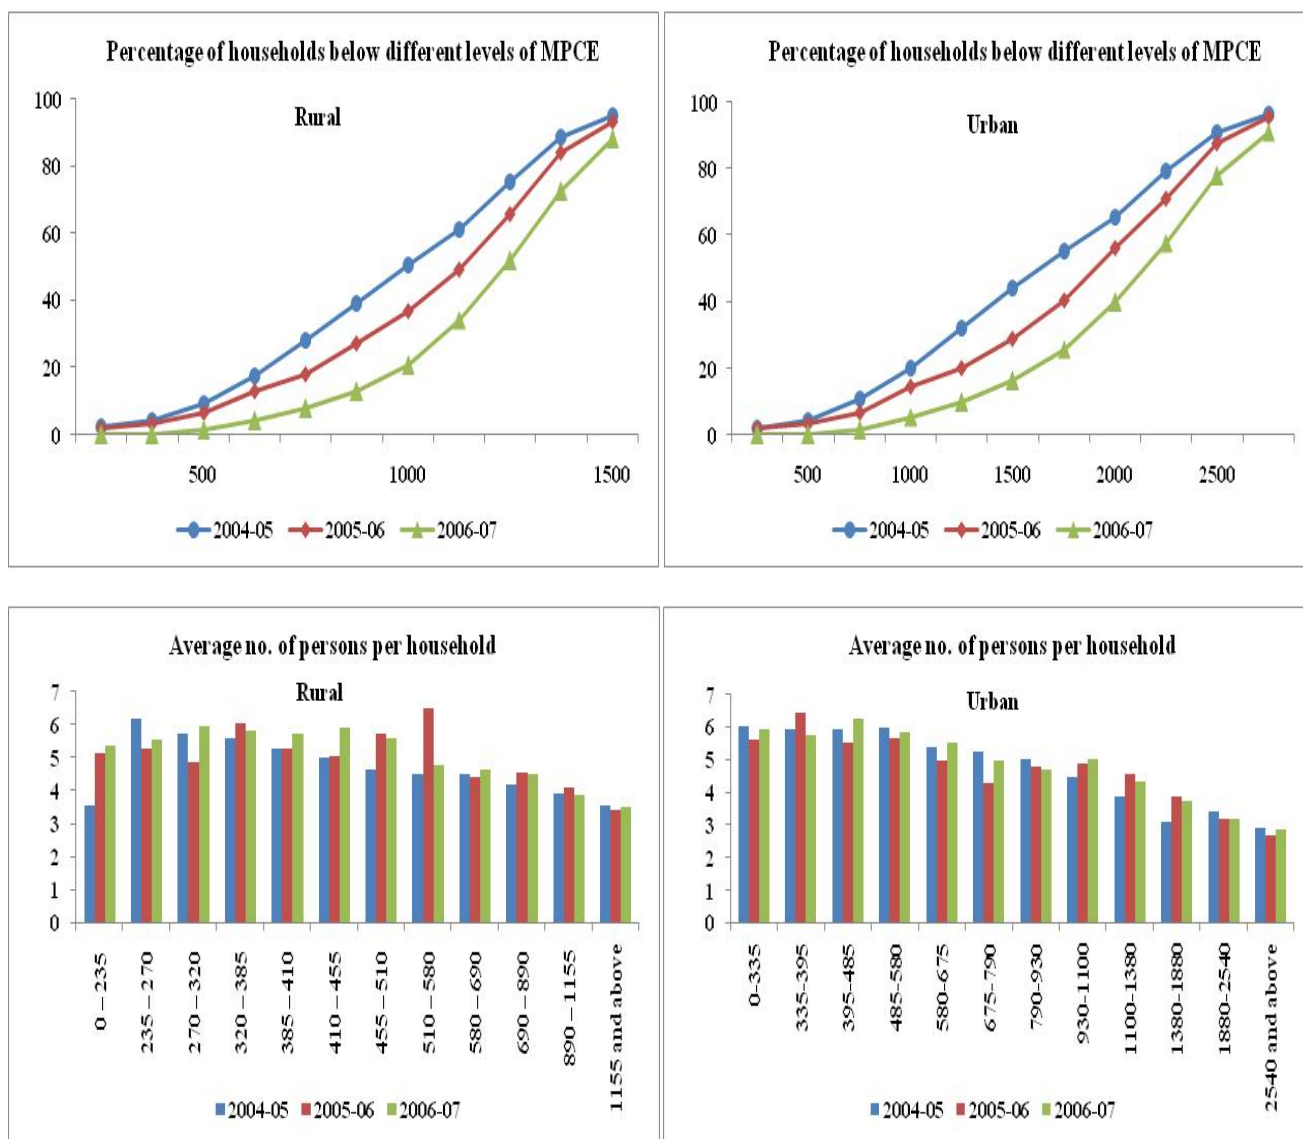 Percentage of households below different levels of MPCE
Rural
100
80
60
40
20
0
500 1000 1500
2004-05 2005-06 2006-07
Percentage of households below different levels of MPCE
Urban
100
80
60
40
20
0
500 1000 1500 2000 2500
2004-05 2005-06 2006-07
Average no. of persons per household
Rural
7
6
5
4
3
2
1
0
0 – 235
235 – 270
270 – 320
320 – 385
385 – 410
410 – 455
455 – 510
510 – 580
580 – 690
690 – 890
890 – 1155
1155 and above
2004-05 2005-06 2006-07
Average no. of persons per household
Urban
7
6
5
4
3
2
1
0
0-335
335-395
395-485
485-580
580-675
675-790
790-930
930-1100
1100-1380
1380-1880
1880-2540
2540 and above
2004-05 2005-06 2006-07